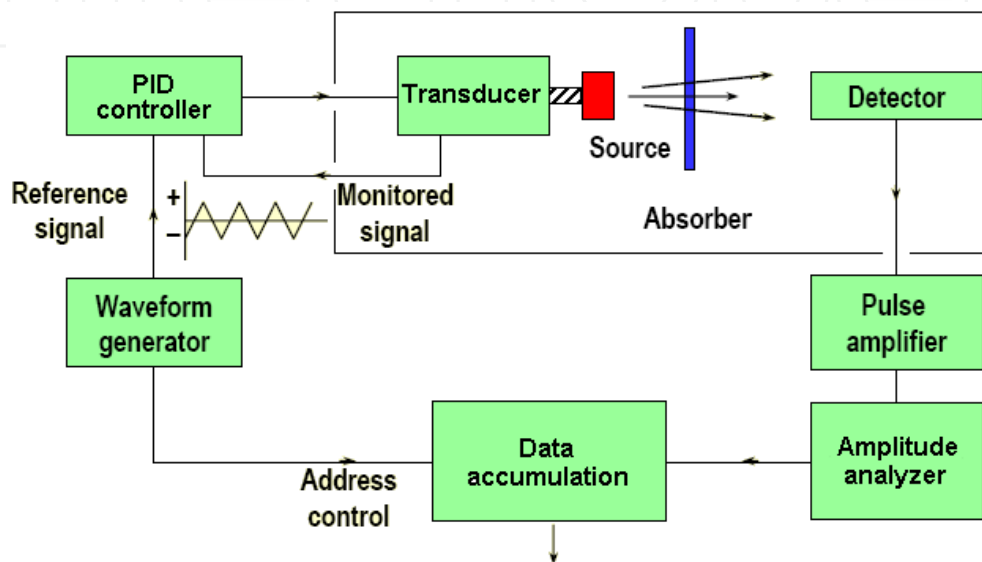 PID
controller
Transducer
Detector
Source
Reference
signal
+
–
Monitored
signal
Absorber
Waveform
generator
Pulse
amplifier
Data
accumulation
Amplitude
analyzer
Address
control